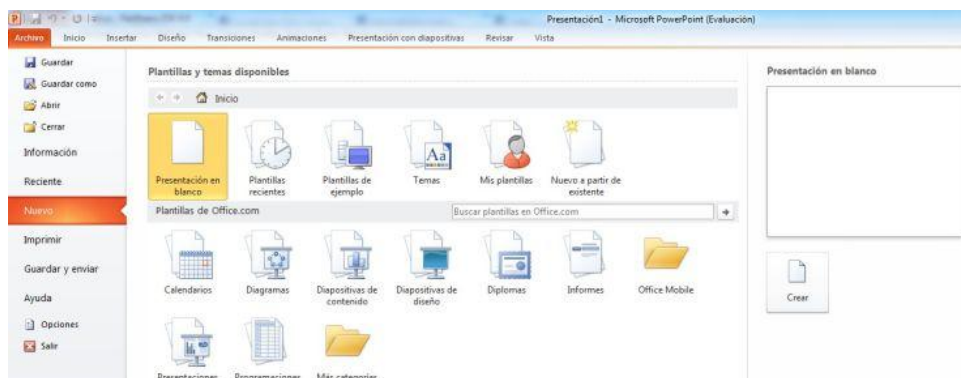 Presentación1 - Microsoft PowerPoint (Evaluación)
Archivo Inicio Insertar Diseño Transiciones Animaciones Presentación con diapositivas Revisar Vista
Guardar
Guardar como
Abrir
Cerrar
Información
Reciente
Nuevo
Imprimir
Guardar y enviar
Ayuda
Opciones
Salir
Plantillas y temas disponibles
Inicio
Presentación en
blanco
Plantillas
recientes
Plantillas de
ejemplo
Aa
Temas
Mis plantillas
Nuevo a partir de
existente
Plantillas de Office.com
Buscar plantillas en Office.com
Calendarios
Diagramas
Diapositivas de
contenido
Diapositivas de
diseño
Diplomas
Informes
Office Mobile
Presentaciones
Programaciones
Más categorías
Presentación en blanco
Crear